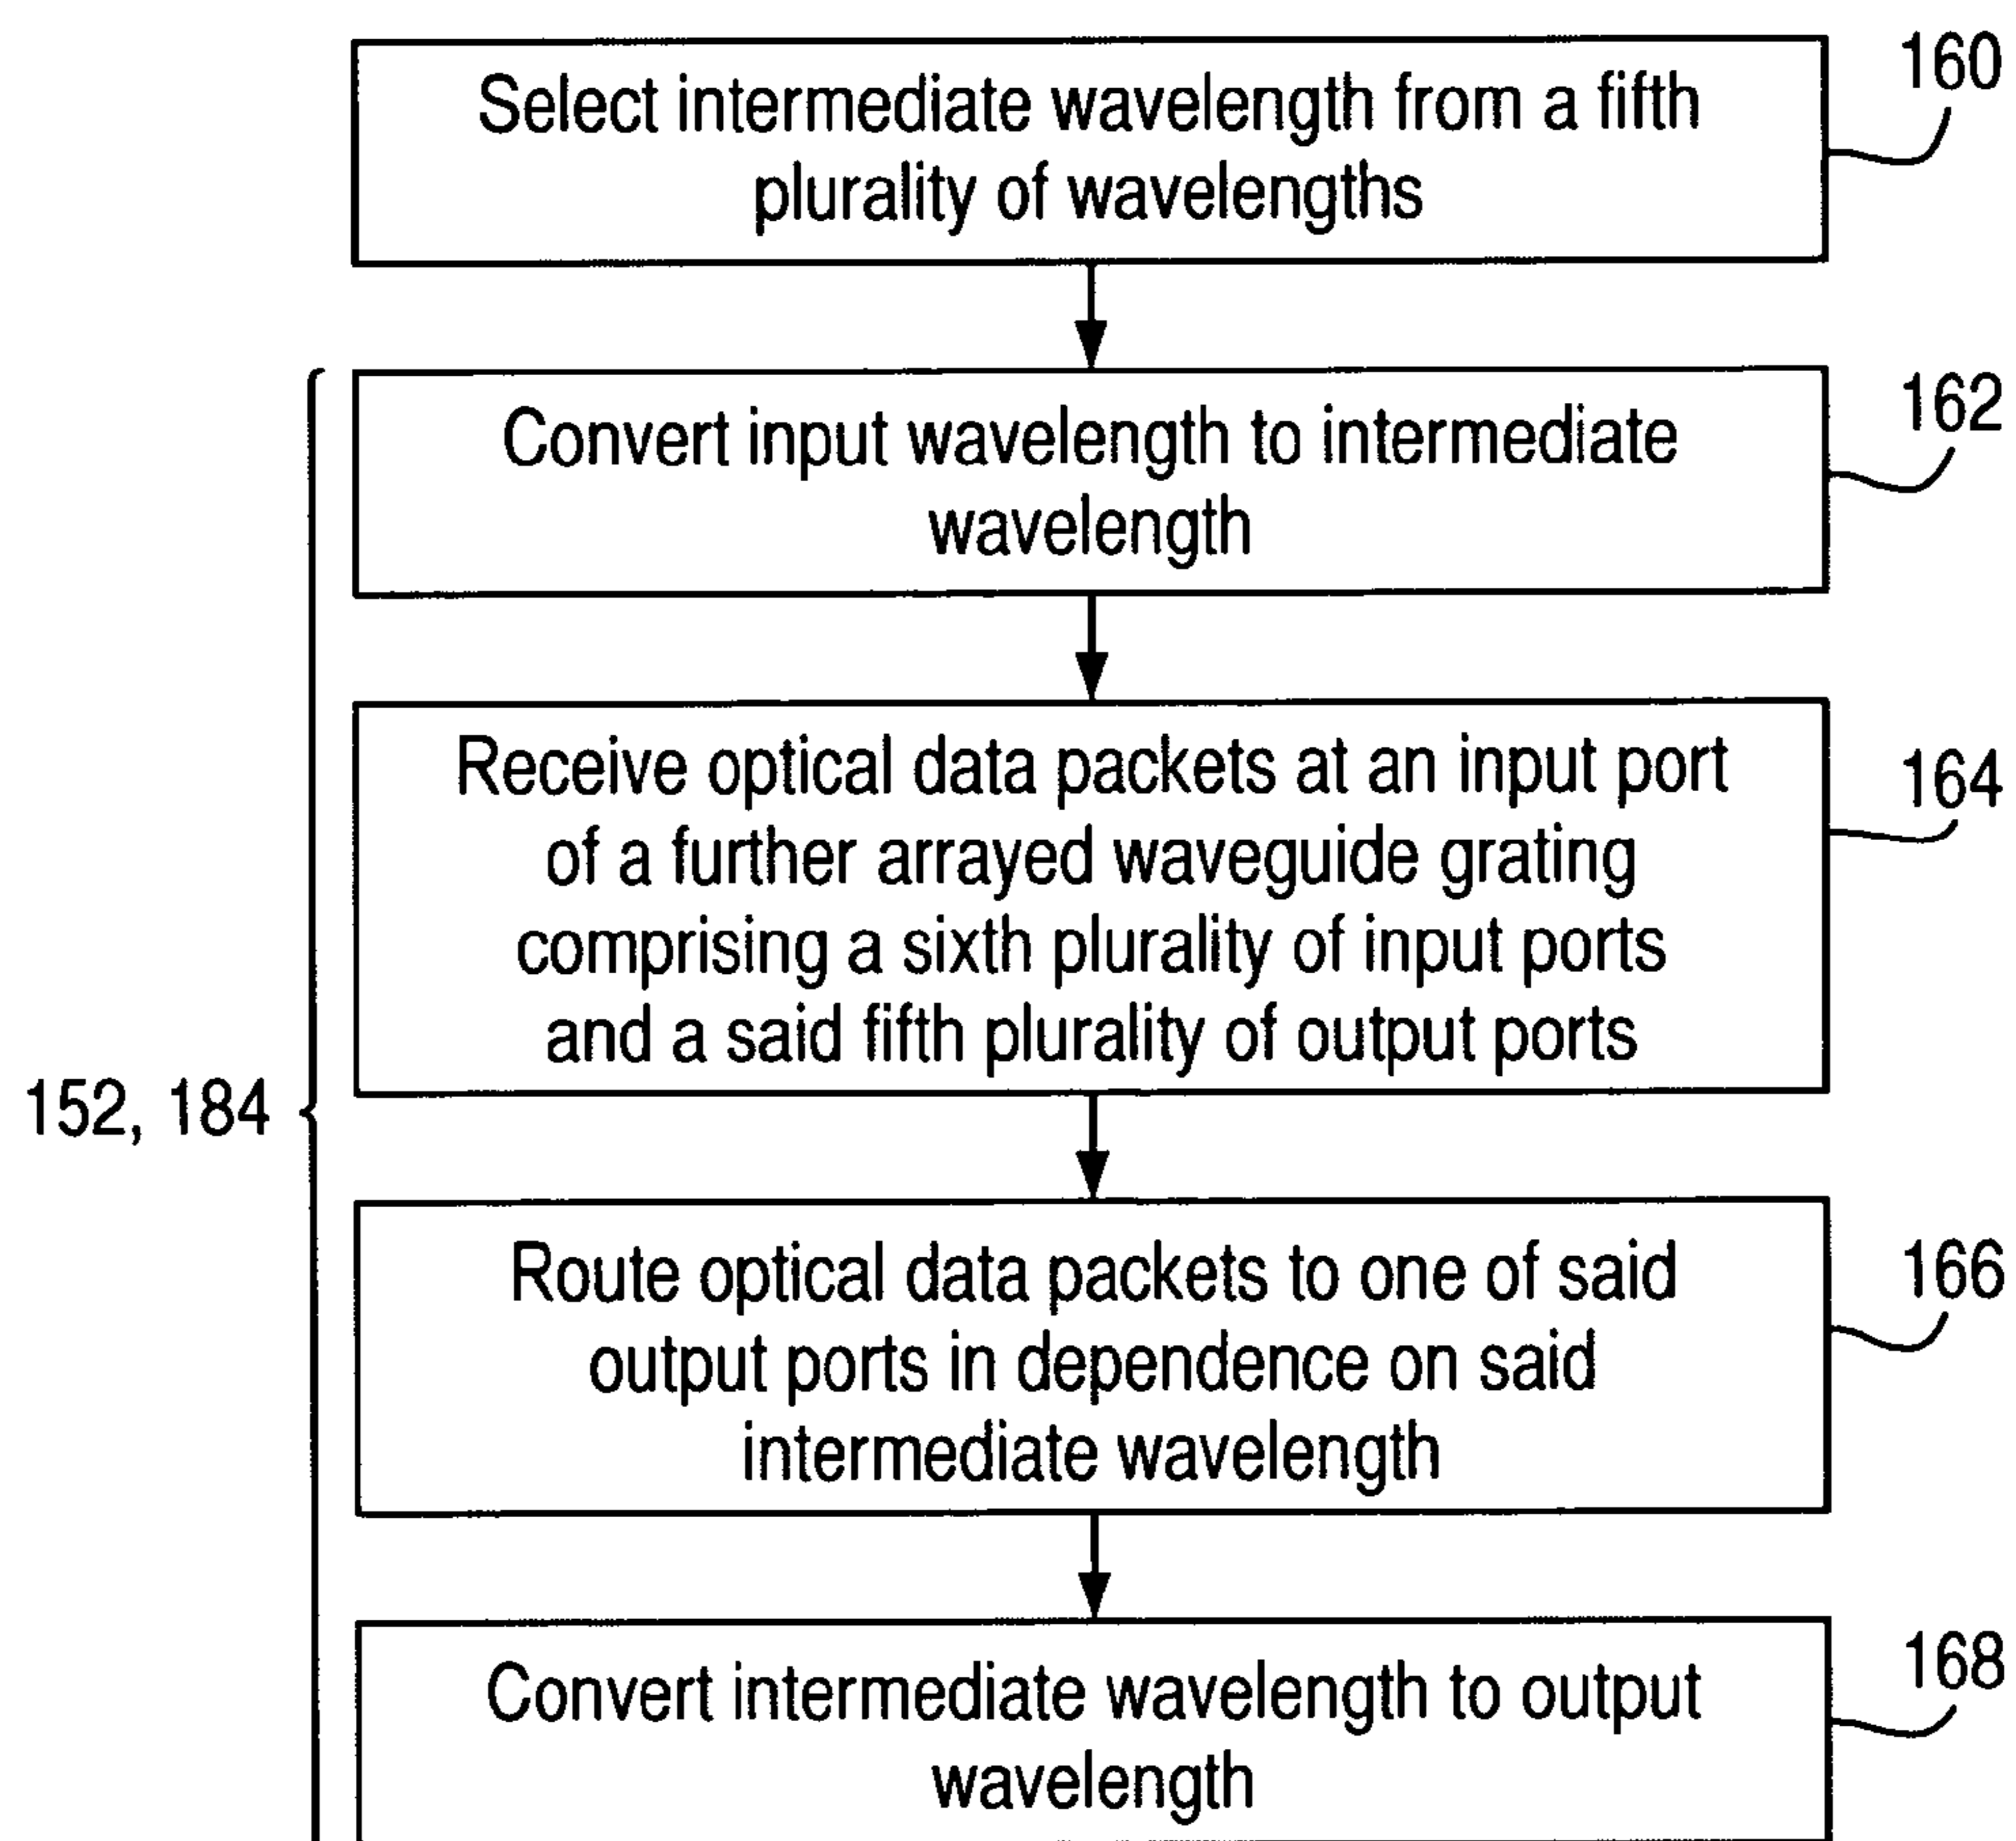 Select intermediate wavelength from a fifth
plurality of wavelengths
160
Convert input wavelength to intermediate
wavelength
162
Receive optical data packets at an input port
of a further arrayed waveguide grating
comprising a sixth plurality of input ports
and a said fifth plurality of output ports
164
152, 184
Route optical data packets to one of said
output ports in dependence on said
intermediate wavelength
166
Convert intermediate wavelength to output
wavelength
168